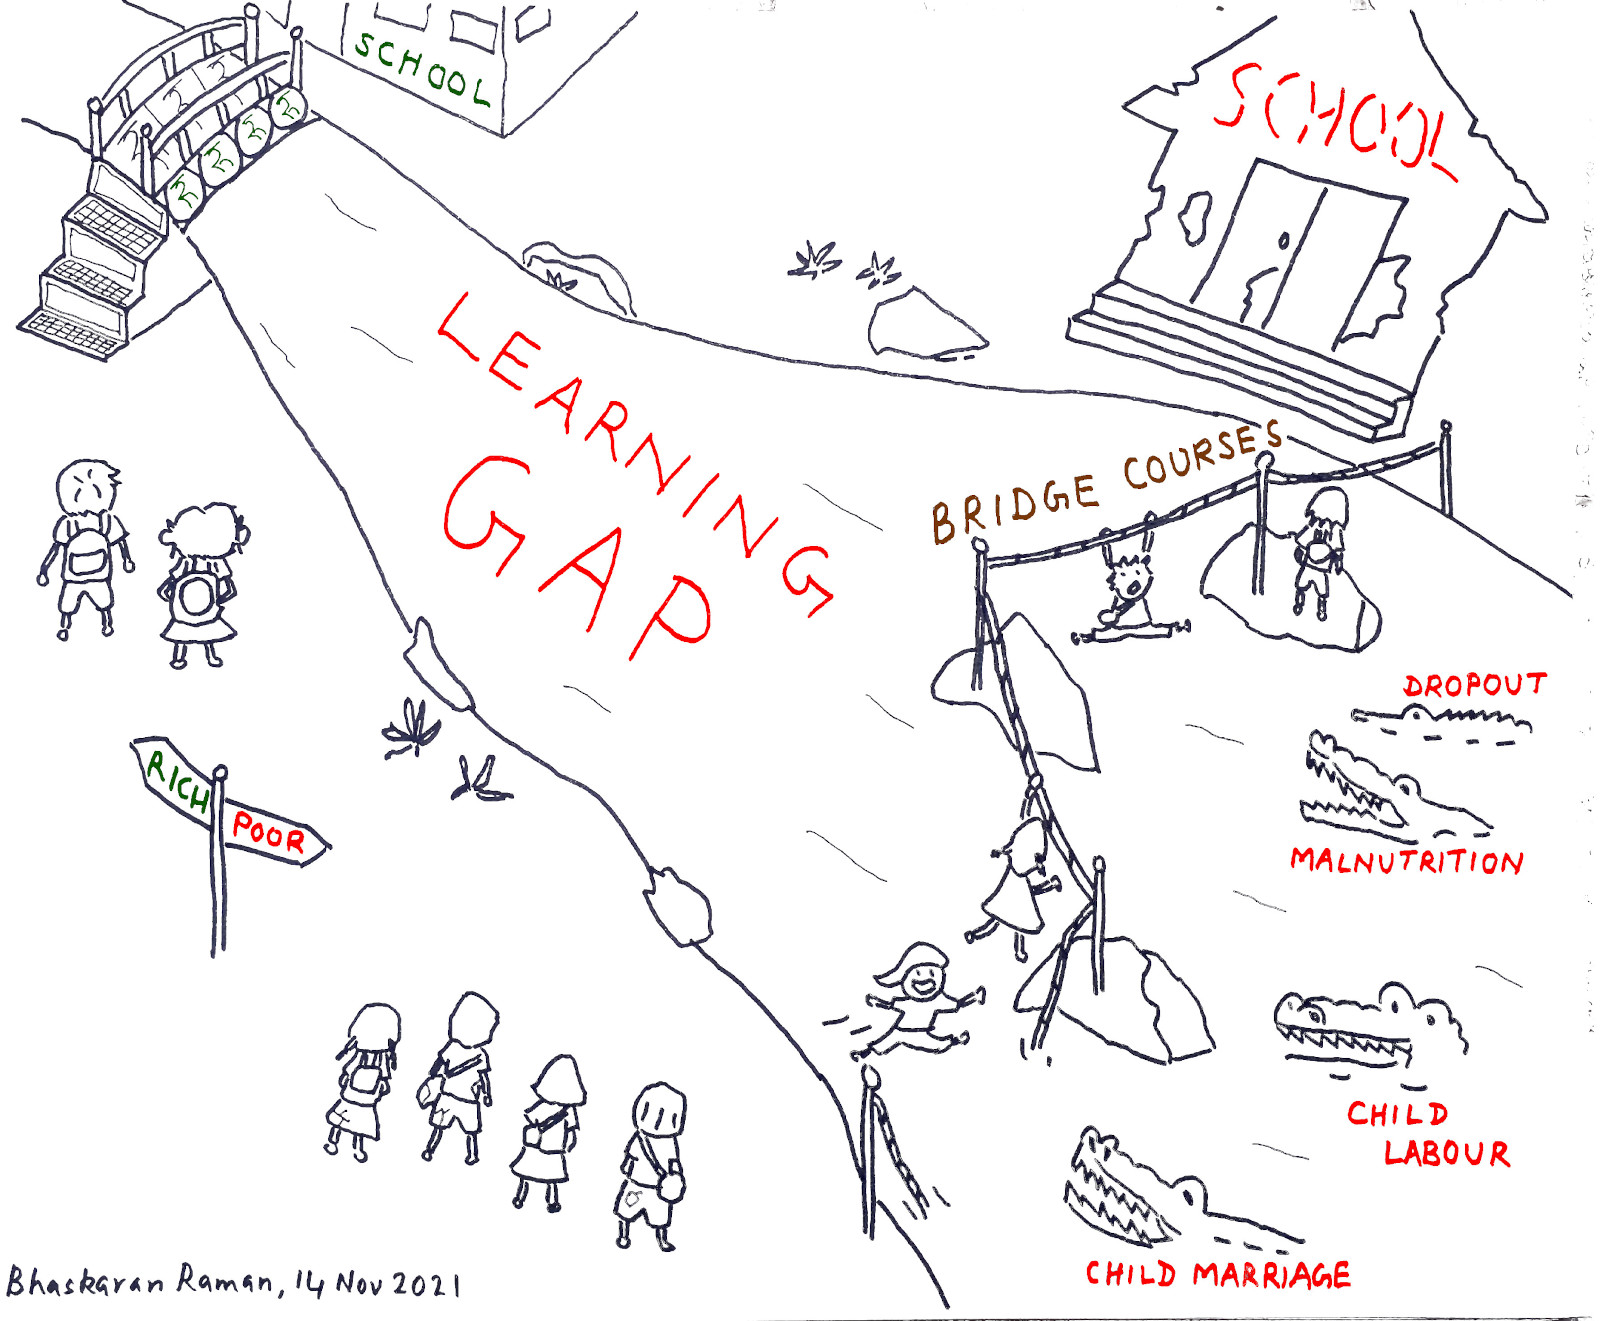 SCHOOL
SCHOOL
LEARNING
GAP
BRIDGE COURSES
DROPOUT
MALNUTRITION
RICH
POOR
CHILD
LABOUR
CHILD MARRIAGE
Bhaskaran Raman, 14 Nov 2021